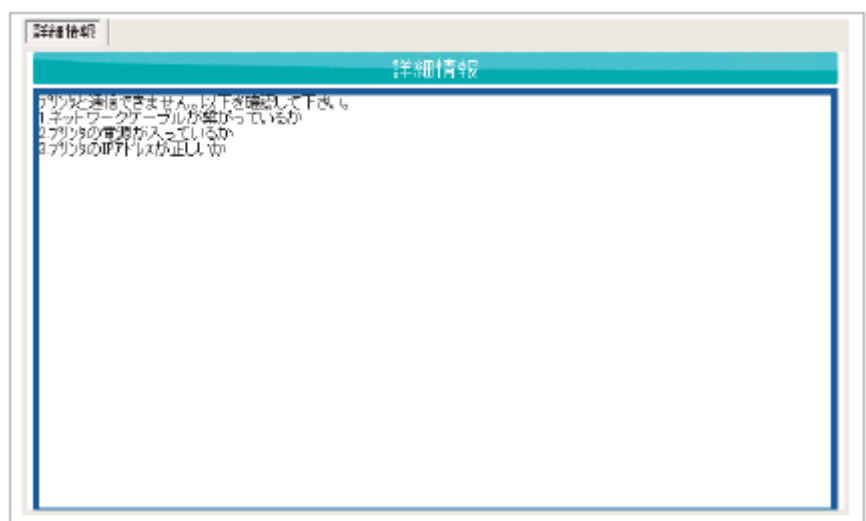 詳細情報
詳細情報
プリンタと通信できません。以下を確認して下さい。
1.ネットワークケーブルが繋がっているか
2.プリンタの電源が入っているか
3.プリンタのIPアドレスが正しいか